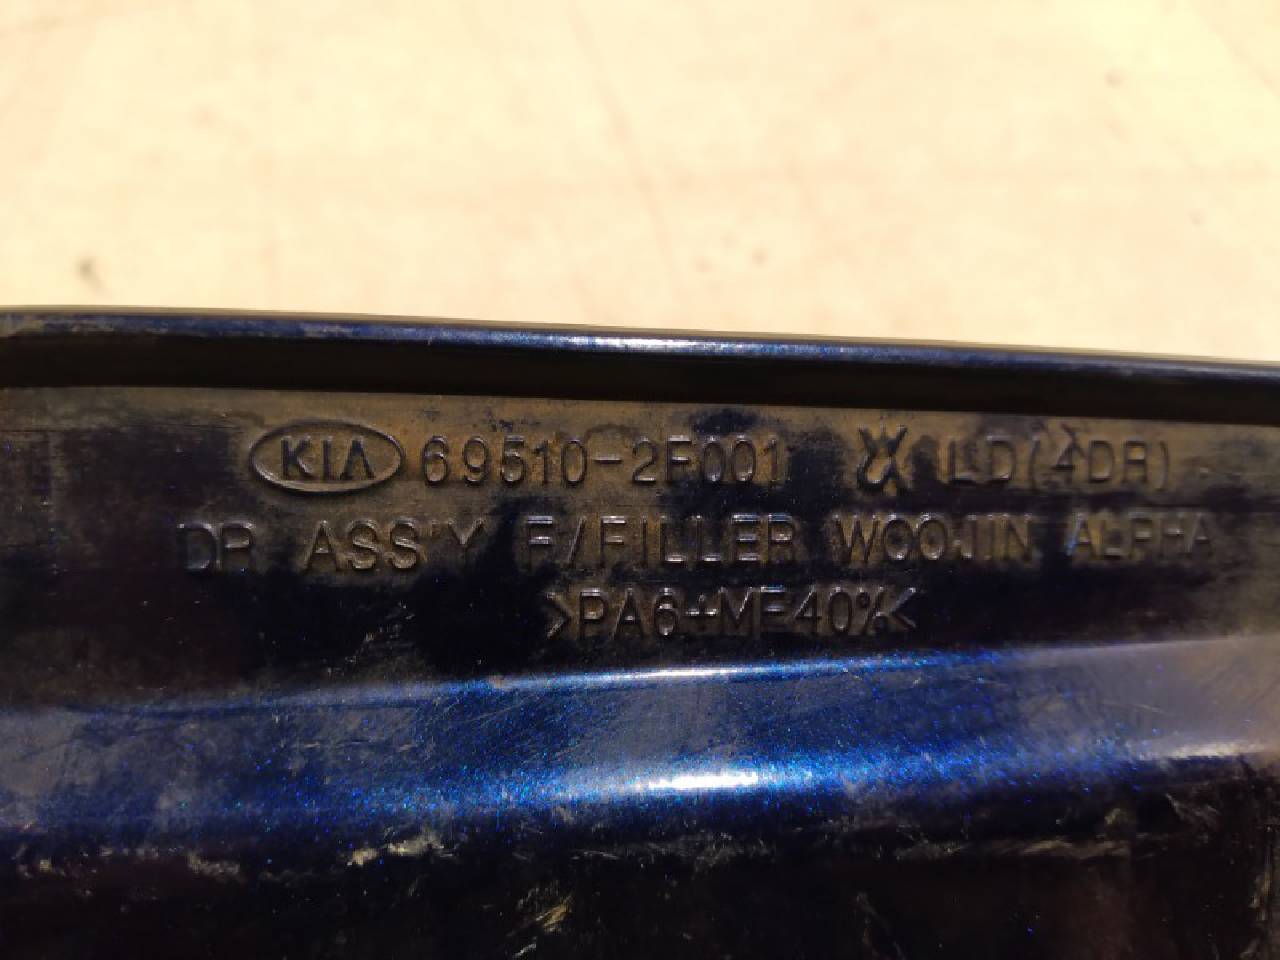 KIA 69510-2F001 LD(4DR)
DR ASS'Y F/FILLER WOOJIN ALPHA
>PA6+MF40%<